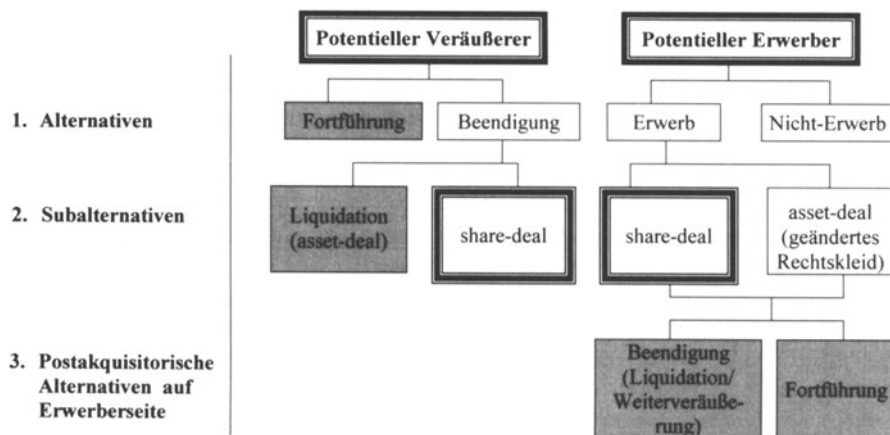 Potentieller Veräußerer
Potentieller Erwerber
1. Alternativen
Fortführung
Beendigung
Erwerb
Nicht-Erwerb
2. Subalternativen
Liquidation
(asset-deal)
share-deal
share-deal
asset-deal
(geändertes
Rechtskleid)
3. Postakquisitorische
Alternativen auf
Erwerberseite
Beendigung
(Liquidation/
Weiterveräuße-
rung)
Fortführung